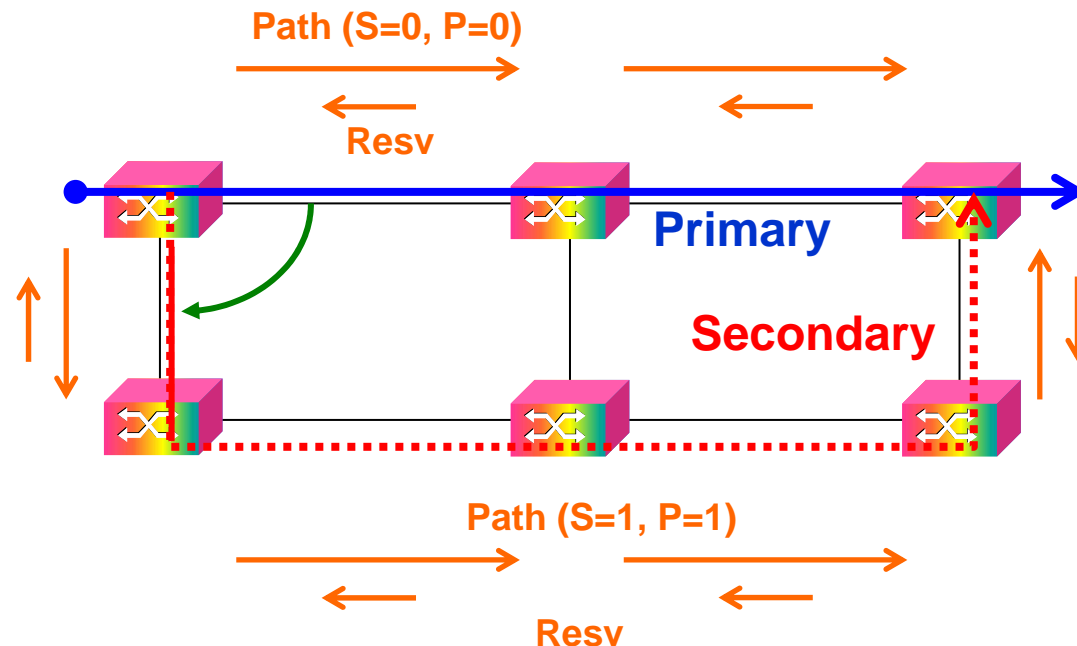 Path (S=0, P=0)
Resv
Primary
Secondary
Path (S=1, P=1)
Resv